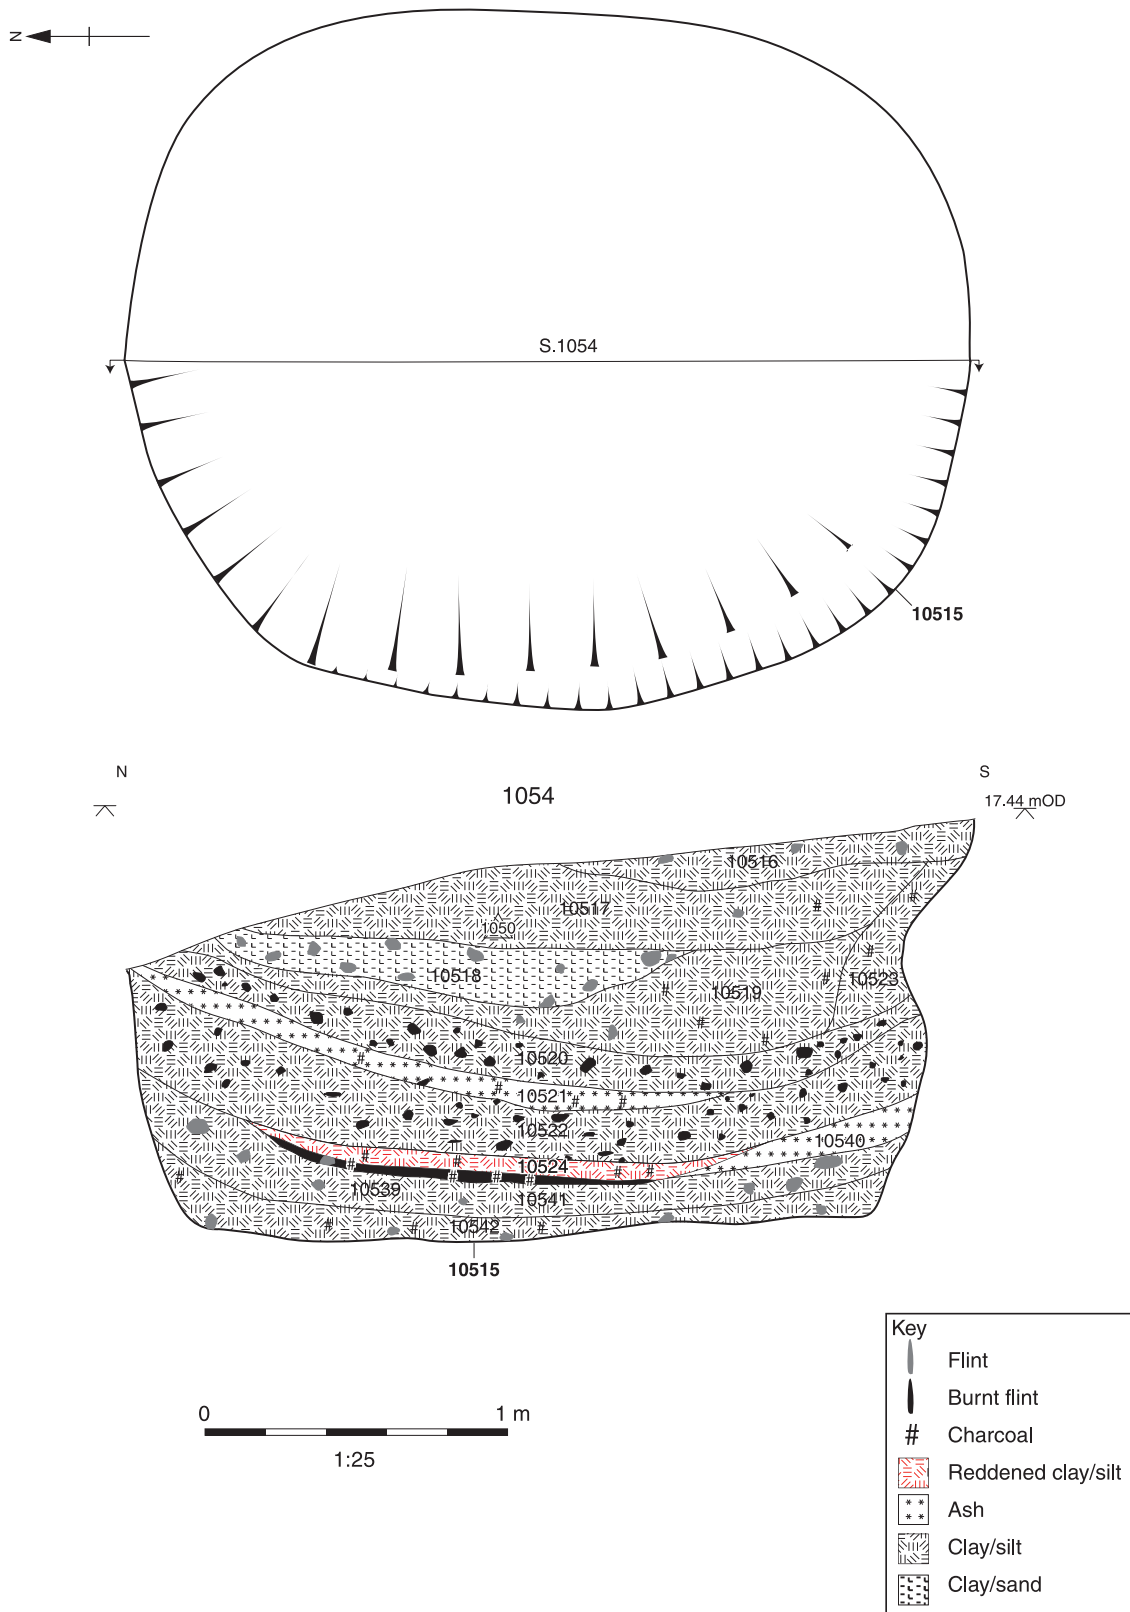 N
S.1054
10515
N
S
1054
17.44 mOD
10516
10517
1050
10518
10519
10523
10520
10521
10522
10540
10524
10539
10541
10542
10515
0 1 m
1:25
Key
Flint
Burnt flint
# Charcoal
Reddened clay/silt
Ash
Clay/silt
Clay/sand